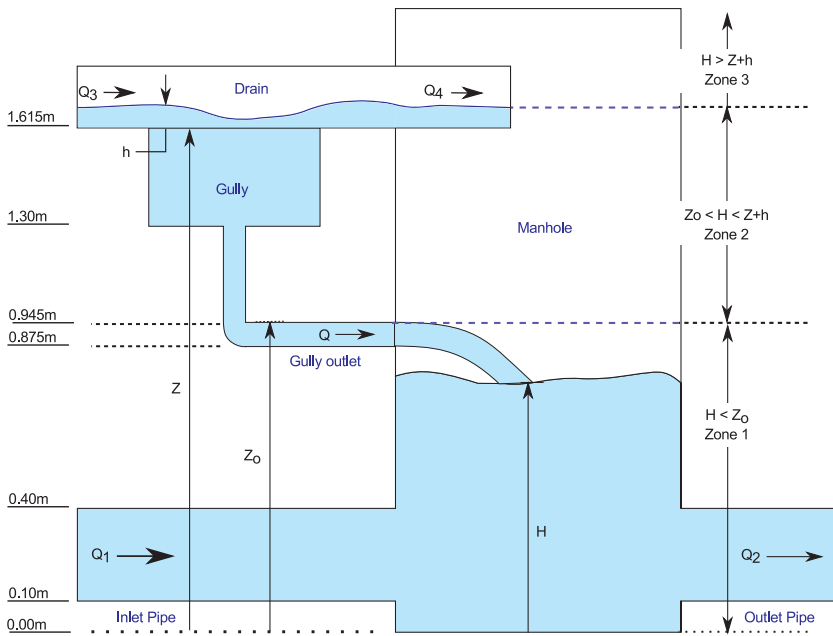 H > Z+h
Zone 3
Q3
Drain
Q4
1.615m
h
Gully
1.30m
Manhole
Zo < H < Z+h
Zone 2
0.945m
Q
0.875m
Gully outlet
Z
H < Zo
Zone 1
Zo
0.40m
H
Q1
Q2
0.10m
Inlet Pipe
Outlet Pipe
0.00m